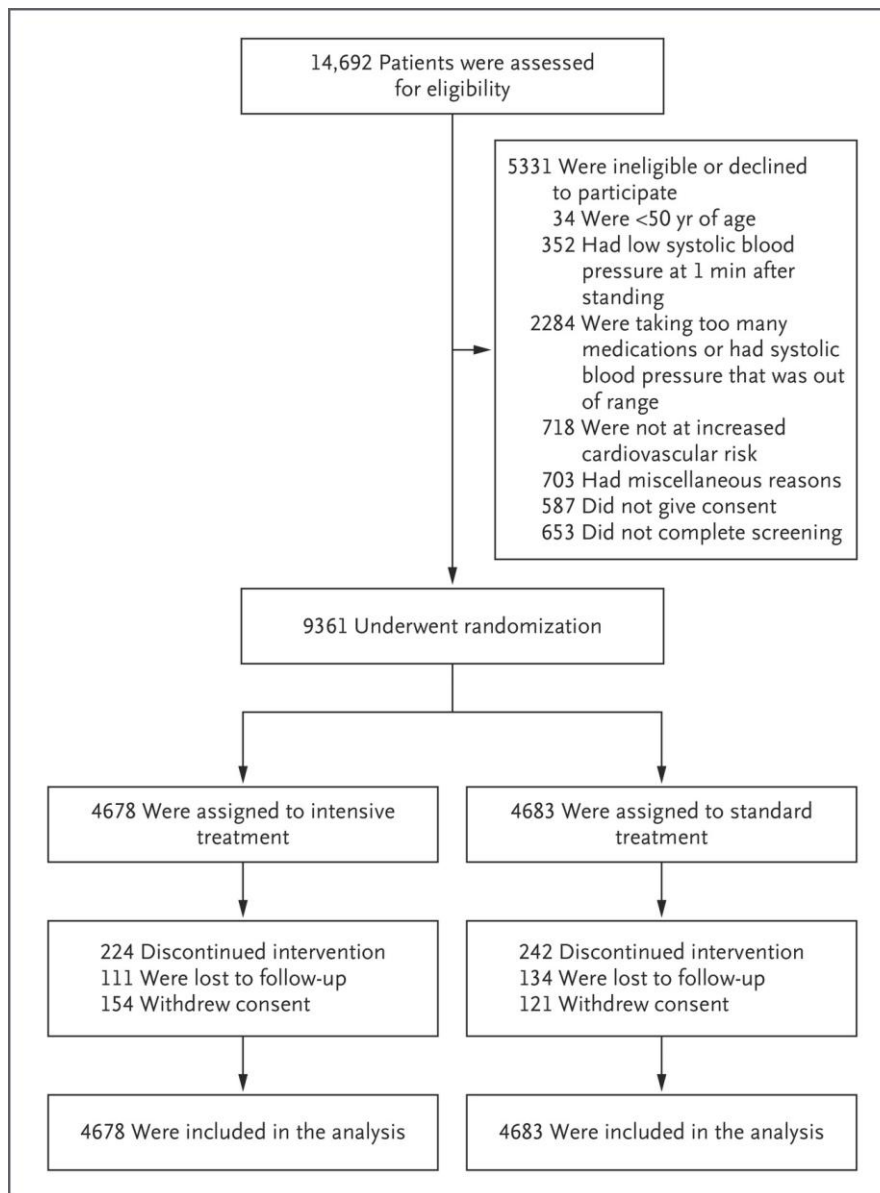 14,692 Patients were assessed
for eligibility
5331 Were ineligible or declined
to participate
34 Were <50 yr of age
352 Had low systolic blood
pressure at 1 min after
standing
2284 Were taking too many
medications or had systolic
blood pressure that was out
of range
718 Were not at increased
cardiovascular risk
703 Had miscellaneous reasons
587 Did not give consent
653 Did not complete screening
9361 Underwent randomization
4678 Were assigned to intensive
treatment
4683 Were assigned to standard
treatment
224 Discontinued intervention
111 Were lost to follow-up
154 Withdrew consent
242 Discontinued intervention
134 Were lost to follow-up
121 Withdrew consent
4678 Were included in the analysis
4683 Were included in the analysis